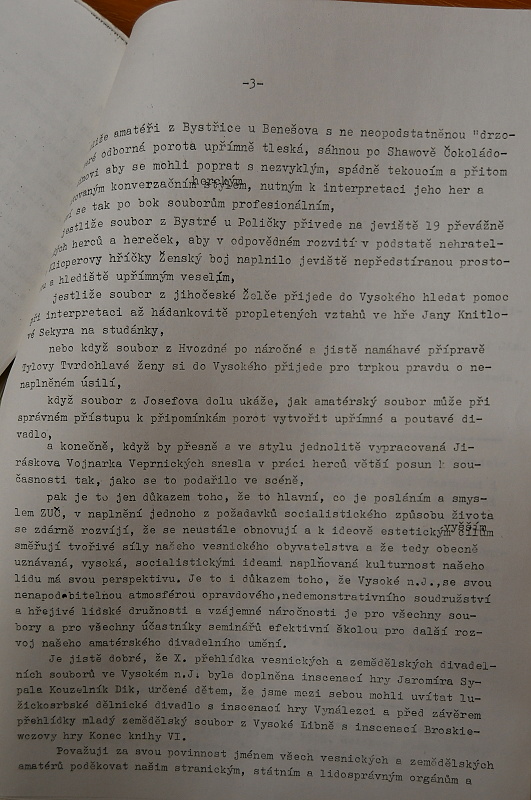 -3-
amatéři z Bystřice u Benešova s ne neopodstatněnou "drzo-
odborná porota upřímně tleská, sáhnou po Shawově Čokoládo-
aby se mohli poprat s nezvyklým, spádně tekoucím a přitom
herským
konverzačním stylem, nutným k interpretaci jeho her a
se tak po bok souborům profesionálním,
jestliže soubor z Bystré u Poličky přivede na jeviště 19 převážně
herců a hereček, aby v odpovědném rozvití v podstatě nehratel-
Klicperovy hříčky Ženský boj naplnilo jeviště nepředstíranou prosto-
a hlediště upřímným veselím,
jestliže soubor z jihočeské Želče přijede do Vysokého hledat pomoc
při interpretaci až hádankovitě propletených vztahů ve hře Jany Knitlo-
vé Sekyra na studánky,
nebo když soubor z Hvozdné po náročné a jistě namáhavé přípravě
Tylovy Tvrdohlavé ženy si do Vysokého přijede pro trpkou pravdu o ne-
naplněném úsilí,
když soubor z Josefova dolu ukáže, jak amatérský soubor může při
správném přístupu k připomínkám porot vytvořit upřímné a poutavé di-
vadlo,
a konečně, když by přesně a ve stylu jednolitě vypracovaná Ji-
ráskova Vojnarka Veprnických snesla v práci herců větší posun k sou-
časnosti tak, jako se to podařilo ve scéně,
pak je to jen důkazem toho, že to hlavní, co je posláním a smys-
lem ZUČ, v naplnění jednoho z požadavků socialistického způsobu života
vyšším
se zdárně rozvíjí, že se neustále obnovují a k ideově estetickým cílům
směřují tvořivé síly našeho vesnického obyvatelstva a že tedy obecně
uznávaná, vysoká, socialistickými ideami naplňovaná kulturnost našeho
lidu má svou perspektivu. Je to i důkazem toho, že Vysoké n.J.,se svou
nenapodobitelnou atmosférou opravdového,nedemonstrativního soudružství
a hřejivé lidské družnosti a vzájemné náročnosti je pro všechny sou-
bory a pro všechny účastníky seminářů efektivní školou pro další roz-
voj našeho amatérského divadelního umění.
Je jistě dobré, že X. přehlídka vesnických a zemědělských divadel-
ních souborů ve Vysokém n.J. byla doplněna inscenací hry Jaromíra Sy-
pala Kouzelník Dik, určené dětem, že jsme mezi sebou mohli uvítat lu-
žickosrbské dělnické divadlo s inscenací hry Vynálezci a před závěrem
přehlídky mladý zemědělský soubor z Vysoké Libně s inscenací Broskie-
wczovy hry Konec knihy VI.
Považuji za svou povinnost jménem všech vesnických a zemědělských
amatérů poděkovat našim stranickým, státním a lidosprávným orgánům a